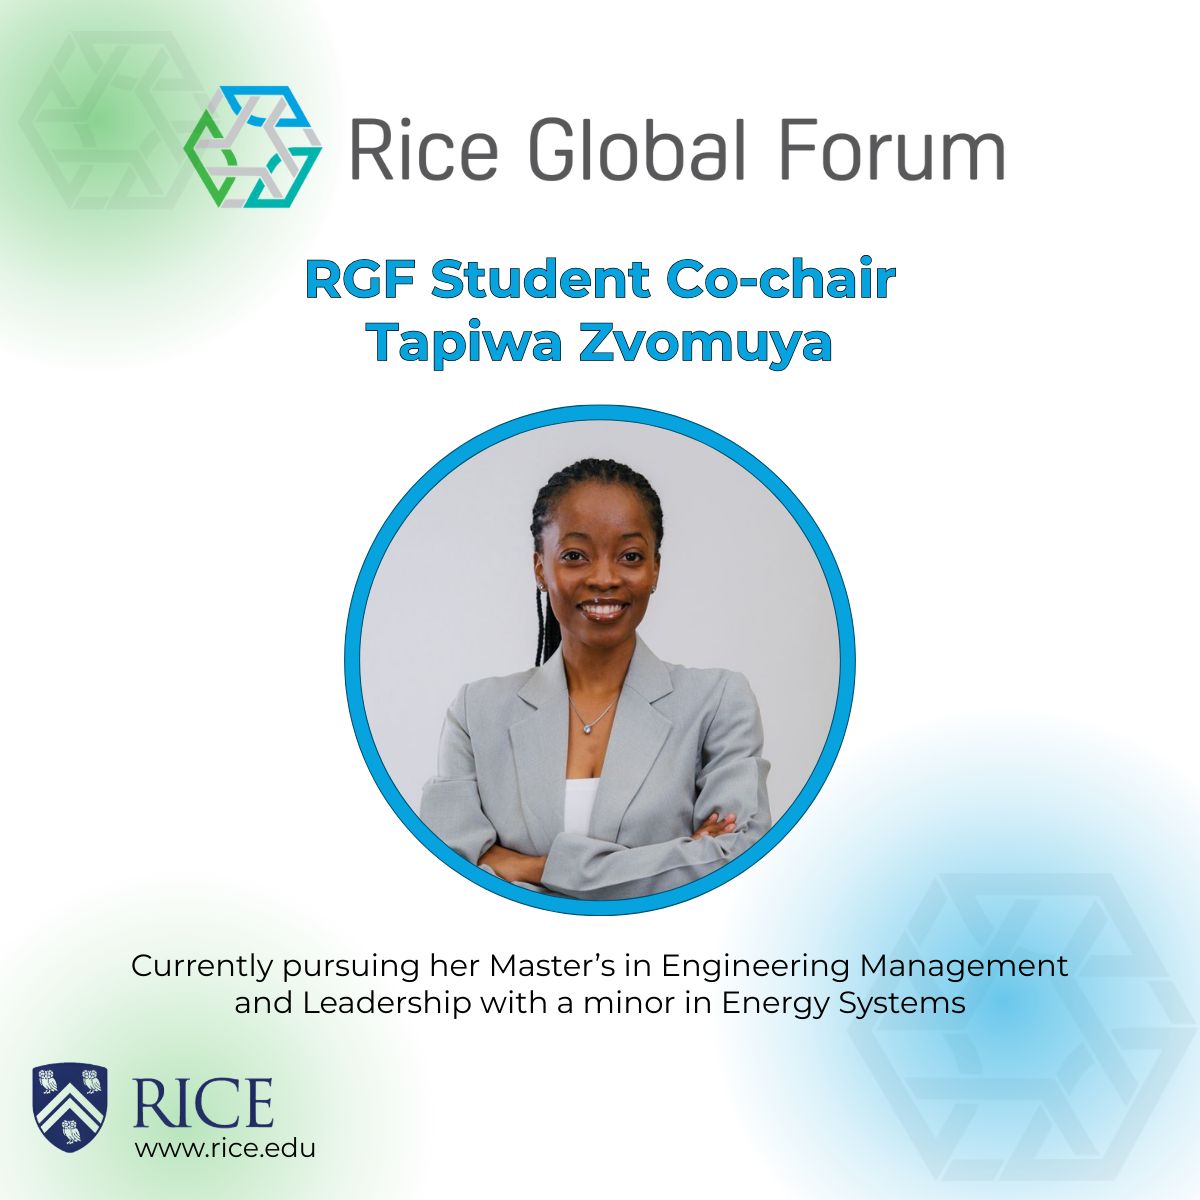 Rice Global Forum
RGF Student Co-chair
Tapiwa Zvomuya
Currently pursuing her Master’s in Engineering Management
and Leadership with a minor in Energy Systems
RICE
www.rice.edu